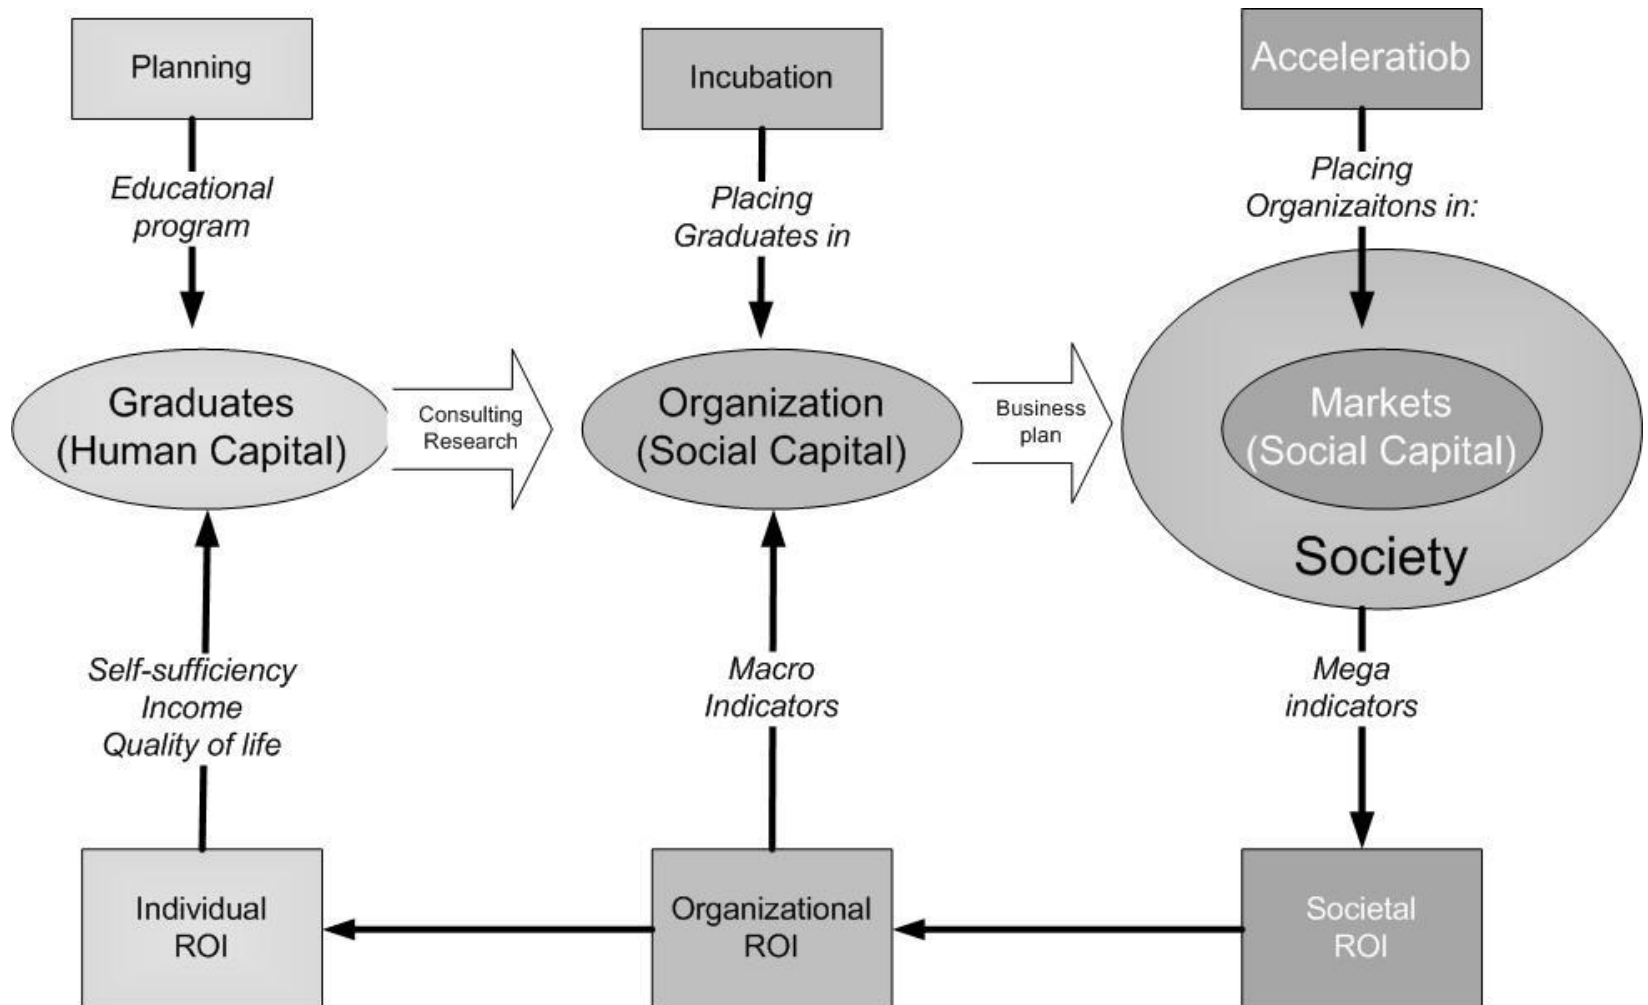 Planning
Incubation
Acceleratiob
Educational
program
Placing
Graduates in
Placing
Organizaitons in:
Graduates
(Human Capital)
Consulting
Research
Organization
(Social Capital)
Business
plan
Markets
(Social Capital)
Society
Self-sufficiency
Income
Quality of life
Macro
Indicators
Mega
indicators
Individual
ROI
Organizational
ROI
Societal
ROI